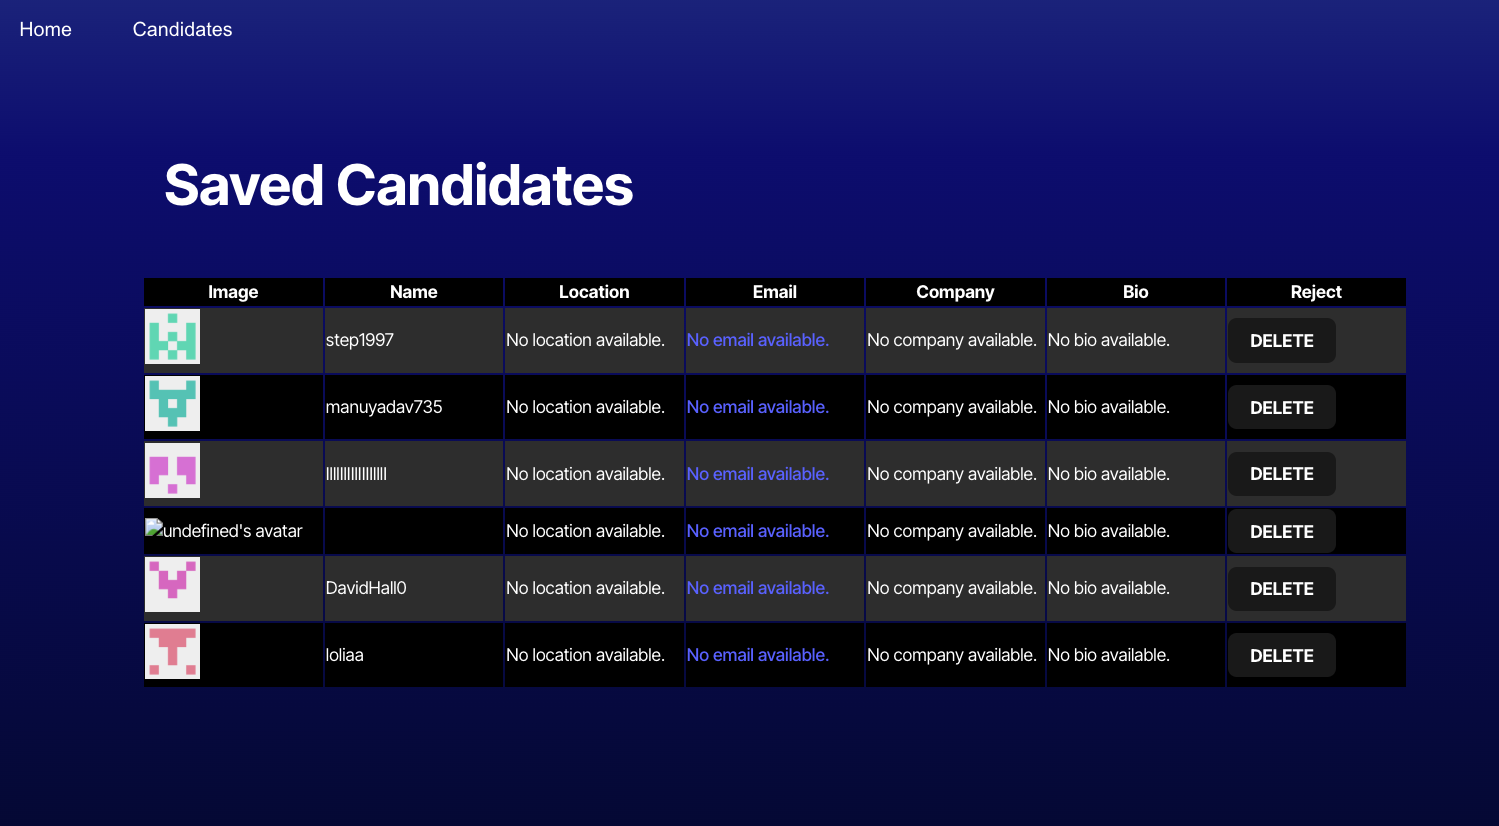 Home Candidates
Saved Candidates
Image Name Location Email Company Bio Reject
step1997 No location available. No email available. No company available. No bio available. DELETE
manuyadav735 No location available. No email available. No company available. No bio available. DELETE
No location available. No email available. No company available. No bio available. DELETE
undefined's avatar No location available. No email available. No company available. No bio available. DELETE
DavidHall0 No location available. No email available. No company available. No bio available. DELETE
loliaa No location available. No email available. No company available. No bio available. DELETE